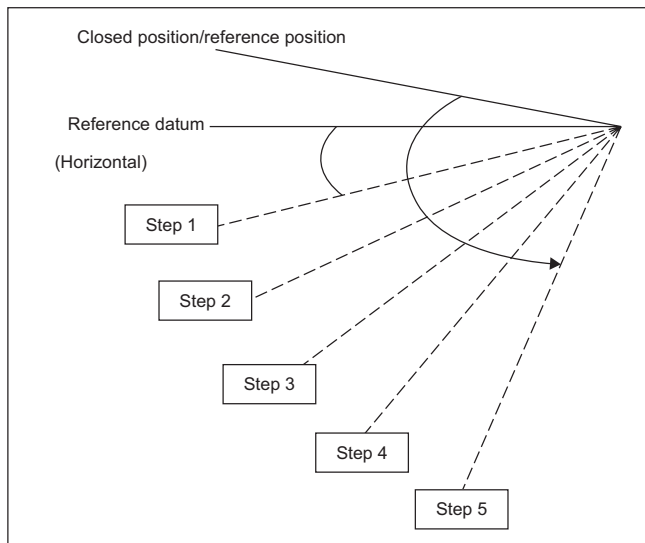 Closed position/reference position
Reference datum
(Horizontal)
Step 1
Step 2
Step 3
Step 4
Step 5